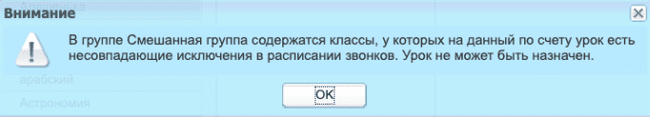 Внимание
В группе Смешанная группа содержатся классы, у которых на данный по счету урок есть
несовпадающие исключения в расписании звонков. Урок не может быть назначен.
арабский
OK
Астрономия